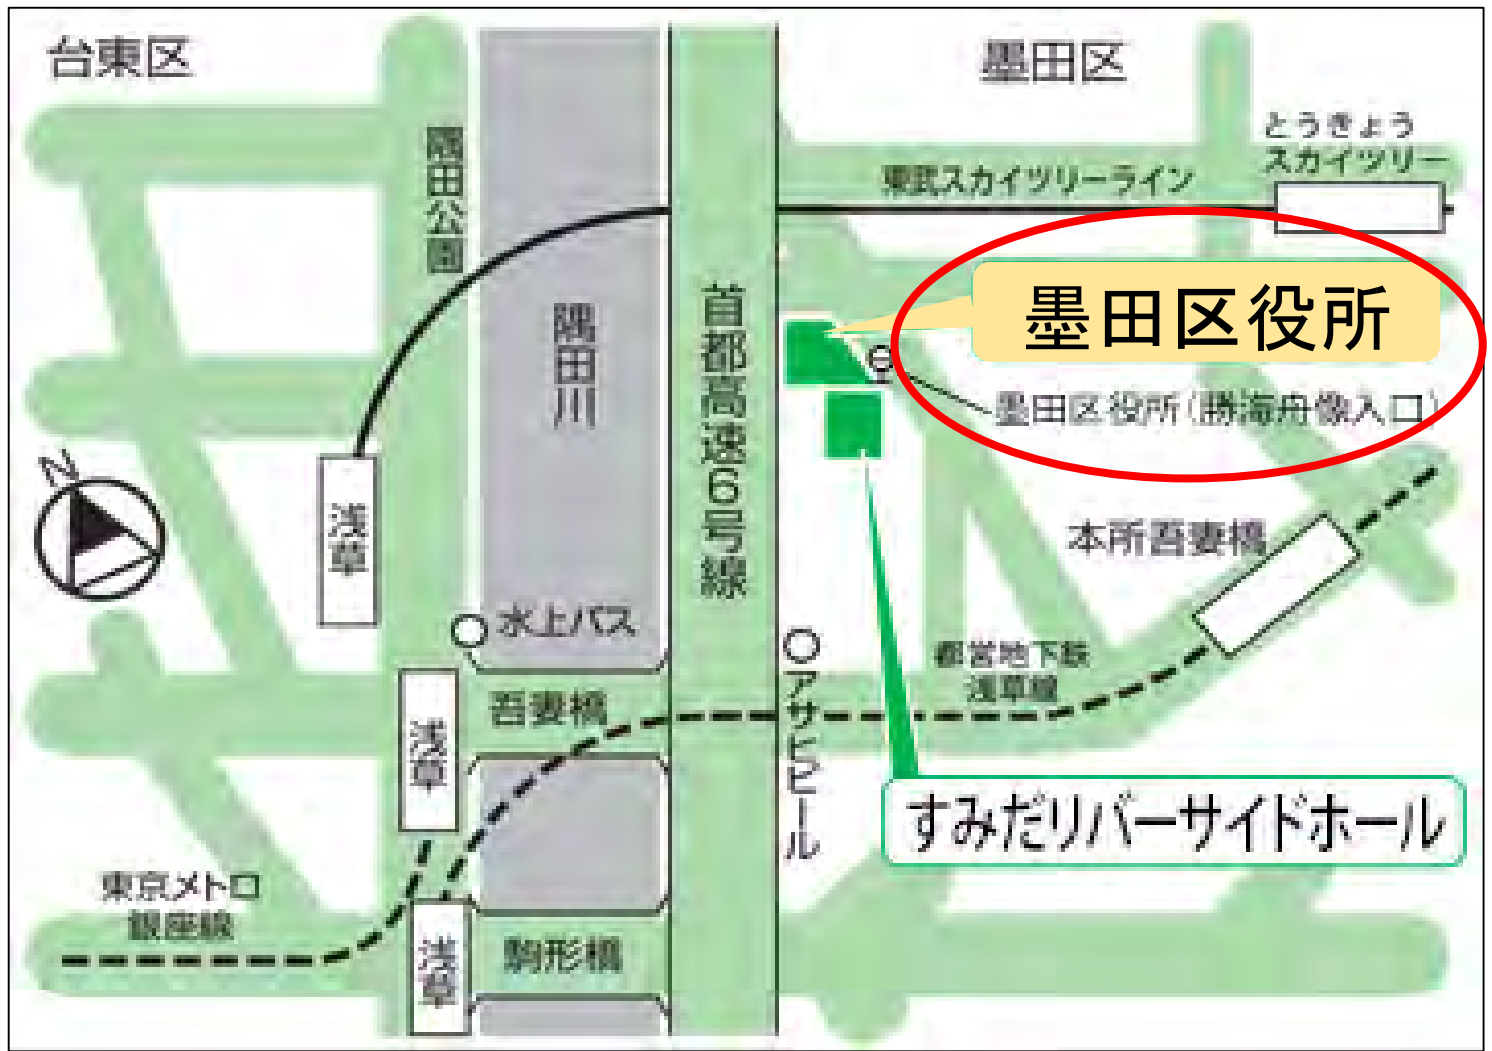 台東区
墨田区
とうきょう
スカイツリー
東武スカイツリーライン
隅田公園
隅田川
首都高速6号線
墨田区役所
墨田区役所(勝海舟像入口)
N
浅草
本所吾妻橋
水上バス
都営地下鉄
浅草線
吾妻橋
浅草
アサヒビール
すみだリバーサイドホール
東京メトロ
銀座線
浅草
駒形橋